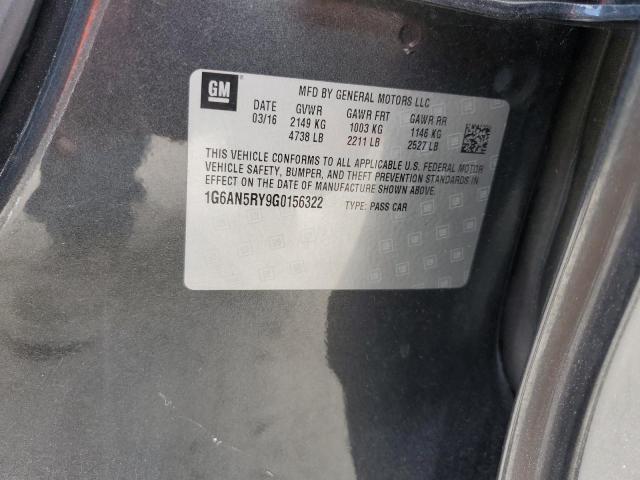 GM
MFD BY GENERAL MOTORS LLC
DATE GVWR GAWR FRT GAWR RR
03/16 2149 KG 1003 KG 1146 KG
4738 LB 2211 LB 2527 LB
THIS VEHICLE CONFORMS TO ALL APPLICABLE U.S. FEDERAL MOTOR
VEHICLE SAFETY, BUMPER, AND THEFT PREVENTION STANDARDS IN
EFFECT ON THE DATE OF MANUFACTURE SHOWN ABOVE.
1G6AN5RY9G0156322 TYPE: PASS CAR